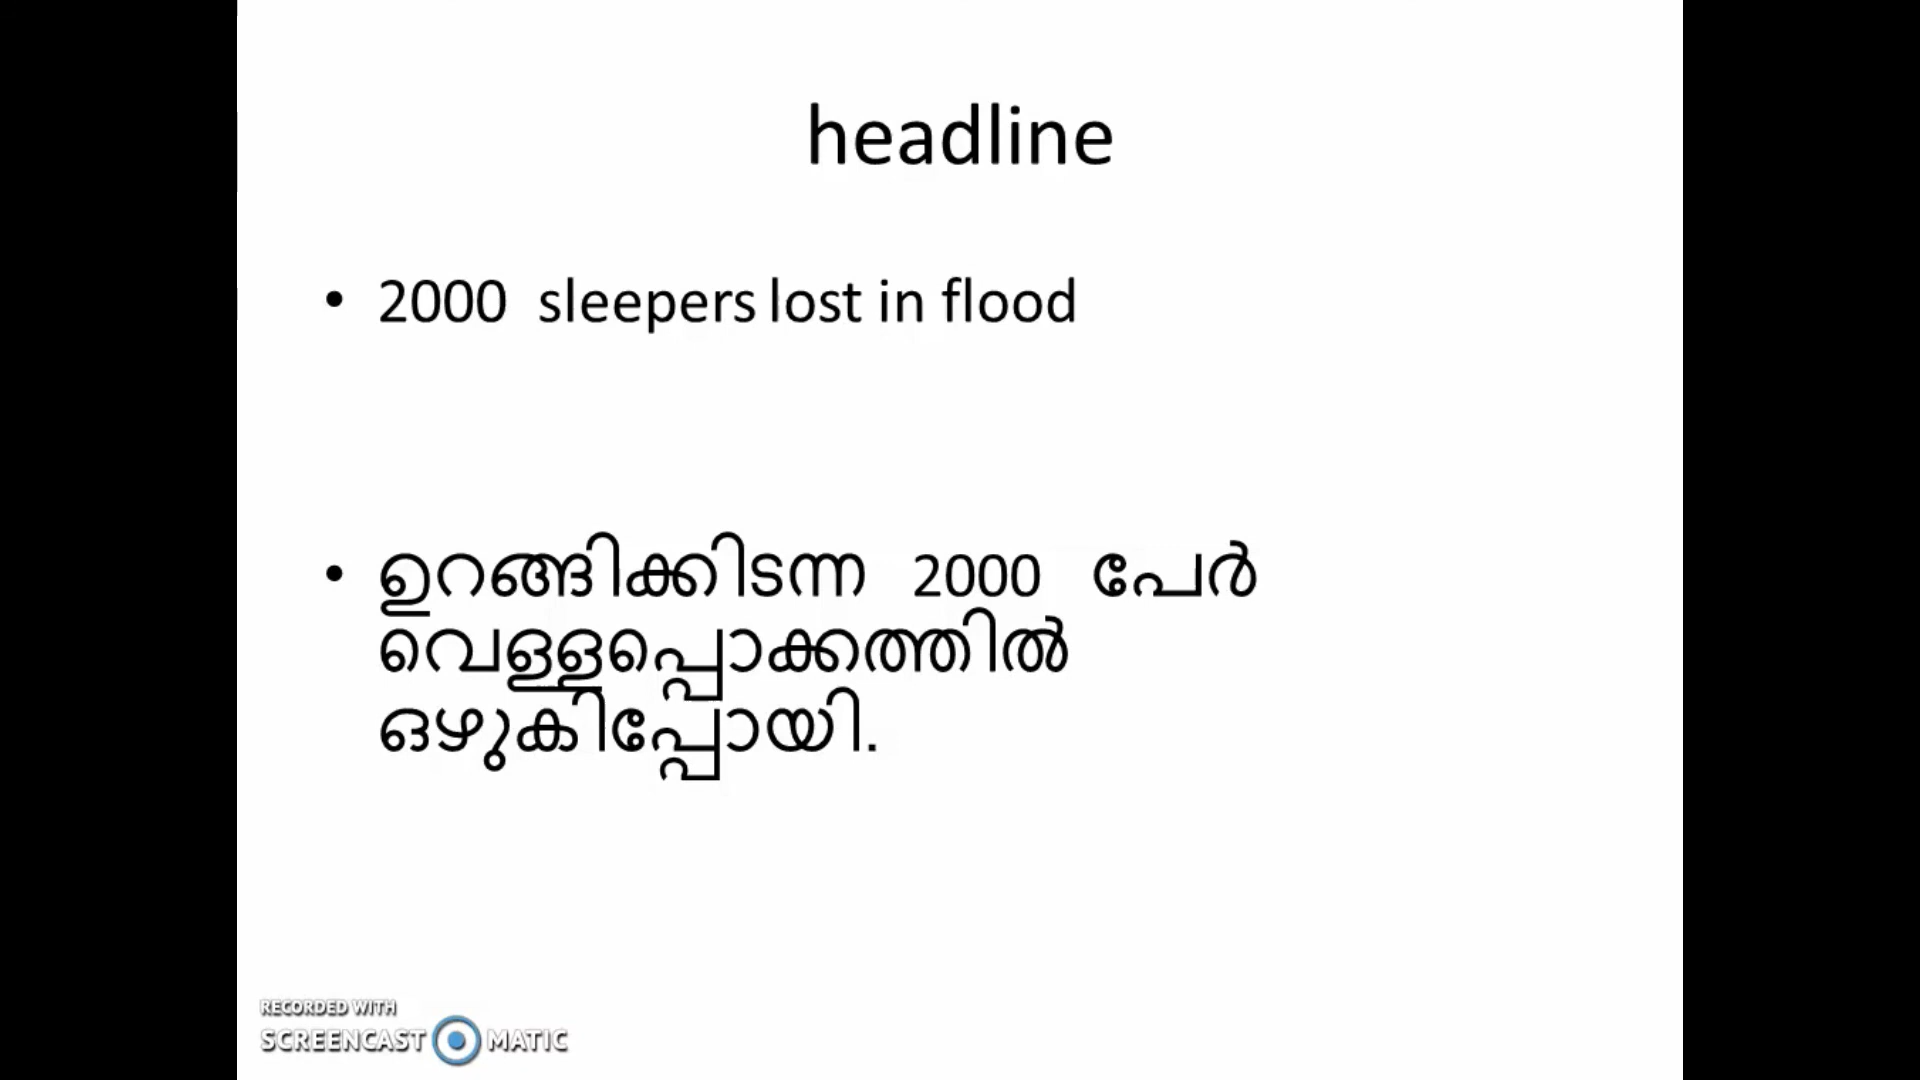 headline
• 2000 sleepers lost in flood
• ഉറങ്ങിക്കിടന്ന 2000 പേർ
വെള്ളപ്പൊക്കത്തിൽ
ഒഴുകിപ്പോയി.
RECORDED WITH
SCREENCAST MATIC